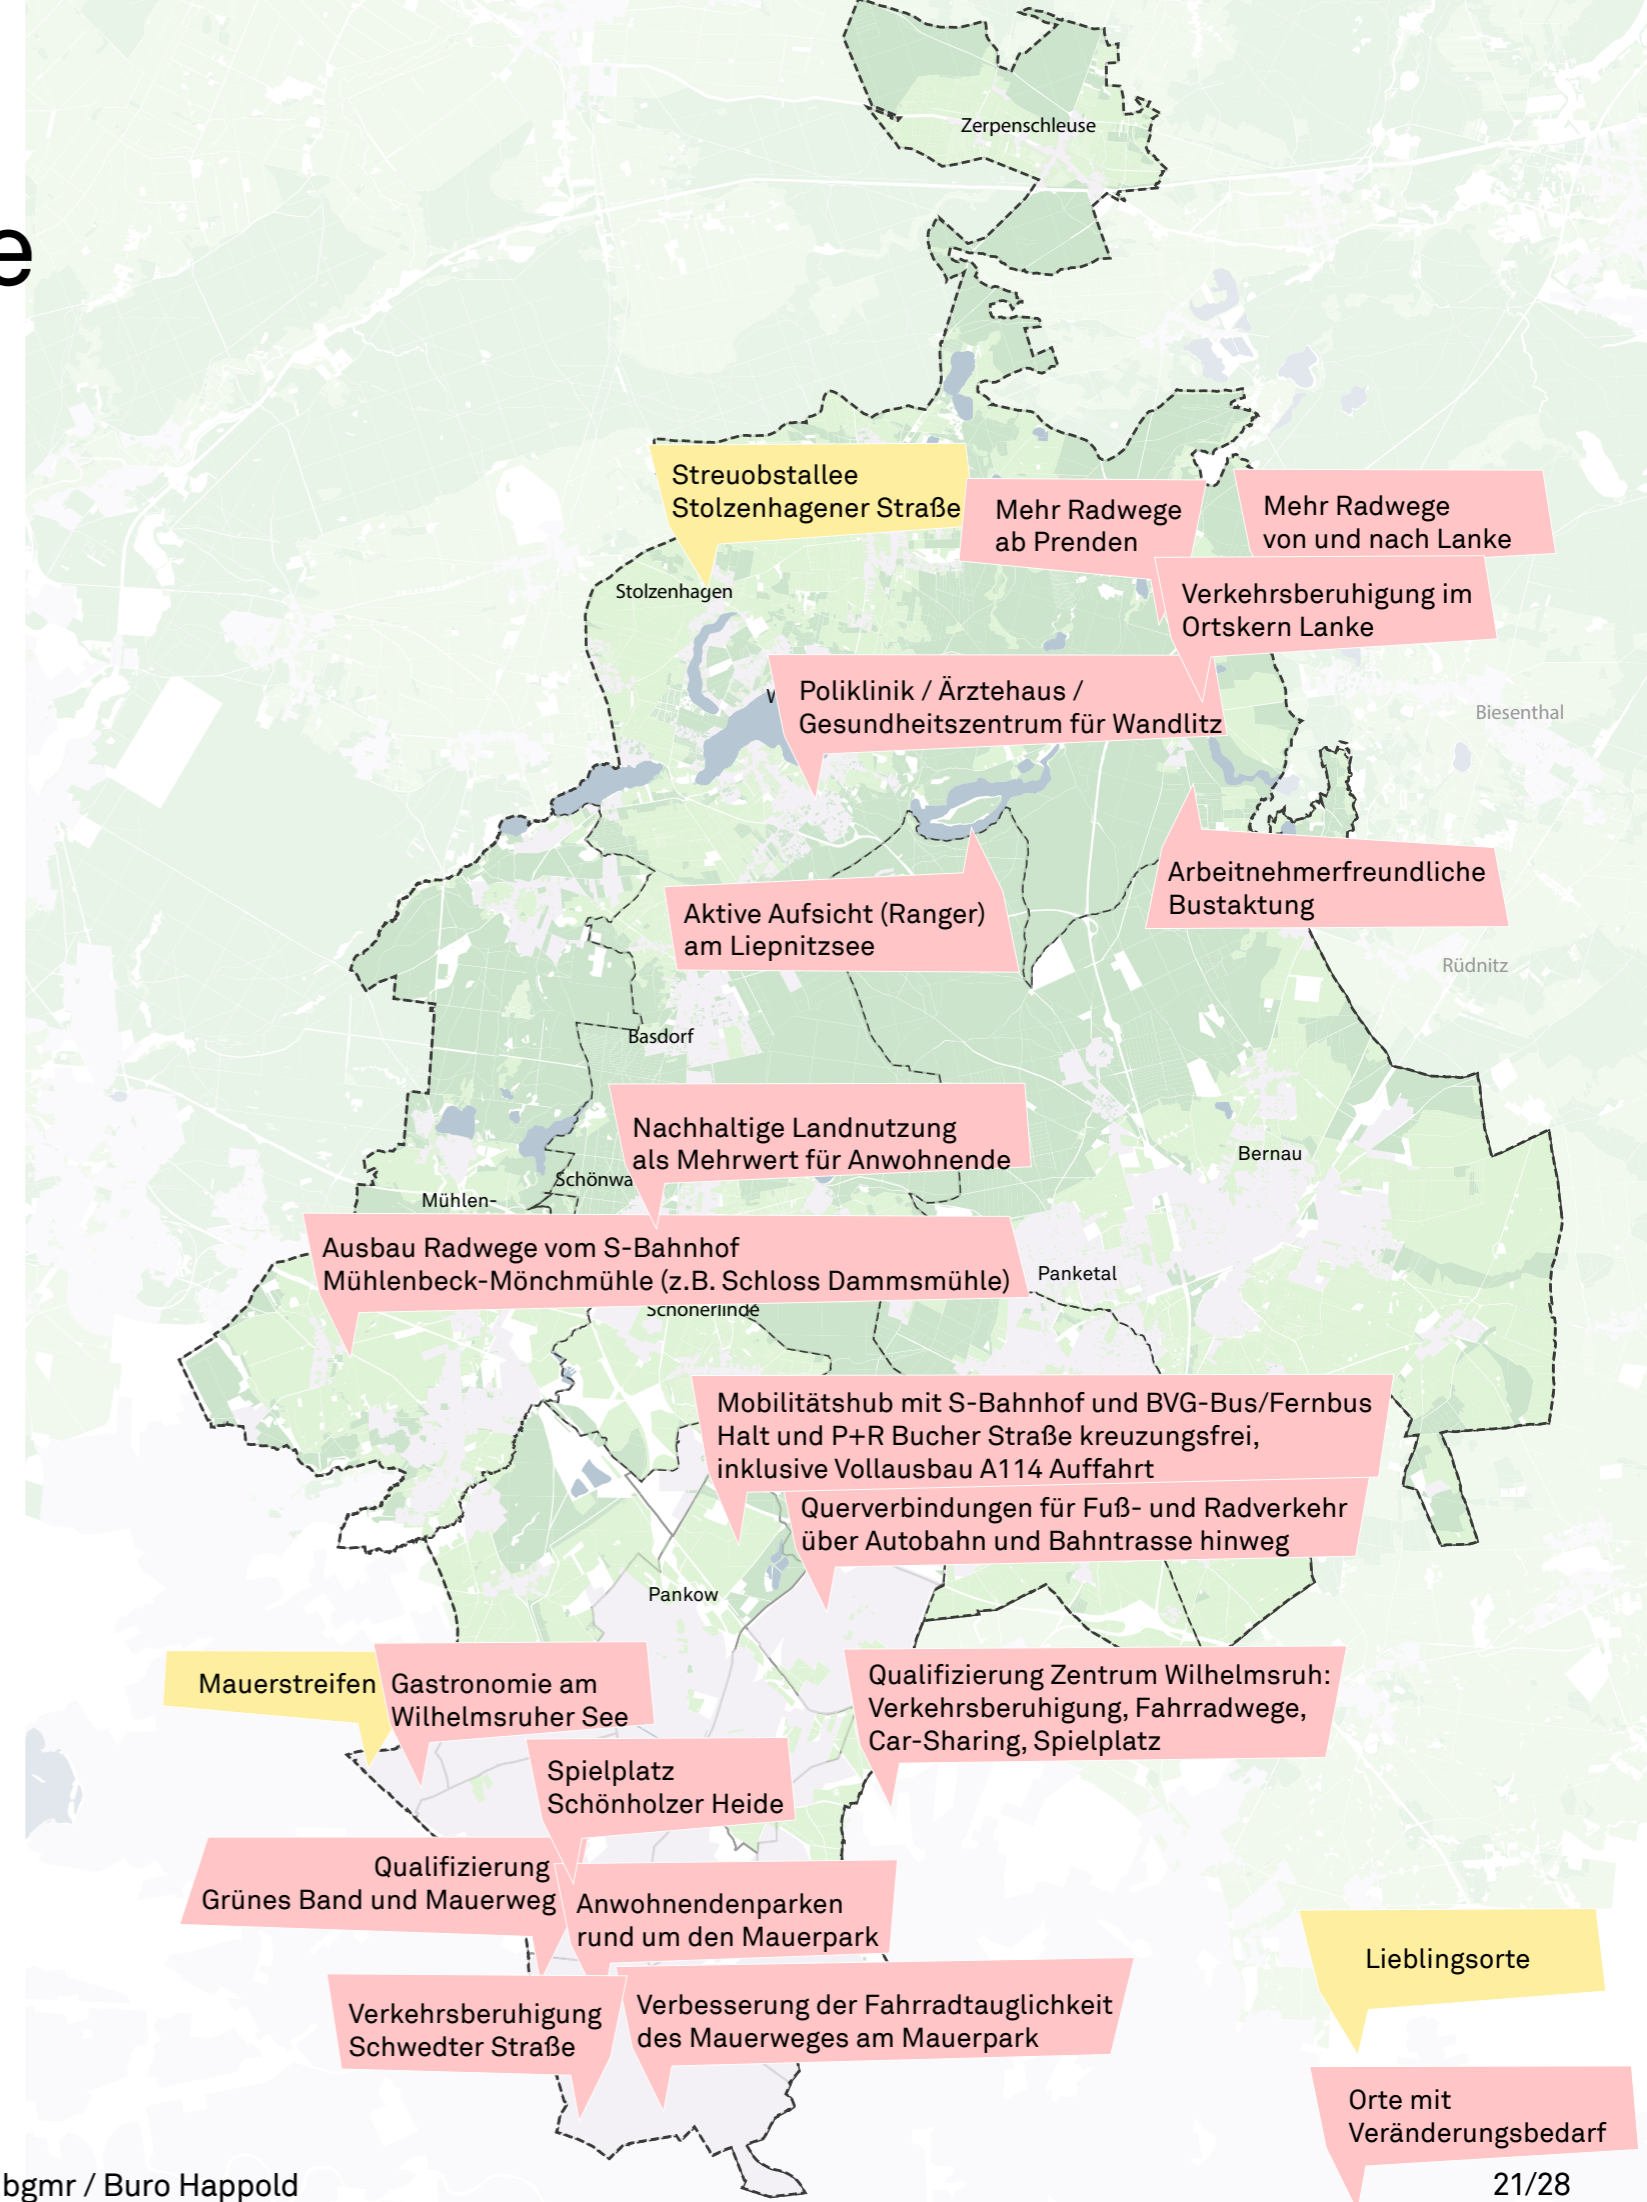 e
Zerpenschleuse
Streuobstallee
Stolzenhagener Straße
Mehr Radwege
ab Prenden
Mehr Radwege
von und nach Lanke
Verkehrsberuhigung im
Ortskern Lanke
Stolzenhagen
W
Poliklinik / Ärztehaus /
Gesundheitszentrum für Wandlitz
Biesenthal
Arbeitnehmerfreundliche
Bustaktung
Aktive Aufsicht (Ranger)
am Liepnitzsee
Rüdnitz
Basdorf
Nachhaltige Landnutzung
als Mehrwert für Anwohnende
Bernau
Schönwa
Mühlen-
Ausbau Radwege vom S-Bahnhof
Mühlenbeck-Mönchmühle (z.B. Schloss Dammsmühle)
Panketal
Schönerlinde
Mobilitätshub mit S-Bahnhof und BVG-Bus/Fernbus
Halt und P+R Bucher Straße kreuzungsfrei,
inklusive Vollausbau A114 Auffahrt
Querverbindungen für Fuß- und Radverkehr
über Autobahn und Bahntrasse hinweg
Pankow
Mauerstreifen
Gastronomie am
Wilhelmsruher See
Qualifizierung Zentrum Wilhelmsruh:
Verkehrsberuhigung, Fahrradwege,
Car-Sharing, Spielplatz
Spielplatz
Schönholzer Heide
Qualifizierung
Grünes Band und Mauerweg
Anwohnendenparken
rund um den Mauerpark
Verkehrsberuhigung
Schwedter Straße
Verbesserung der Fahrradtauglichkeit
des Mauerweges am Mauerpark
Lieblingsorte
Orte mit
Veränderungsbedarf
bgmr / Buro Happold
21/28